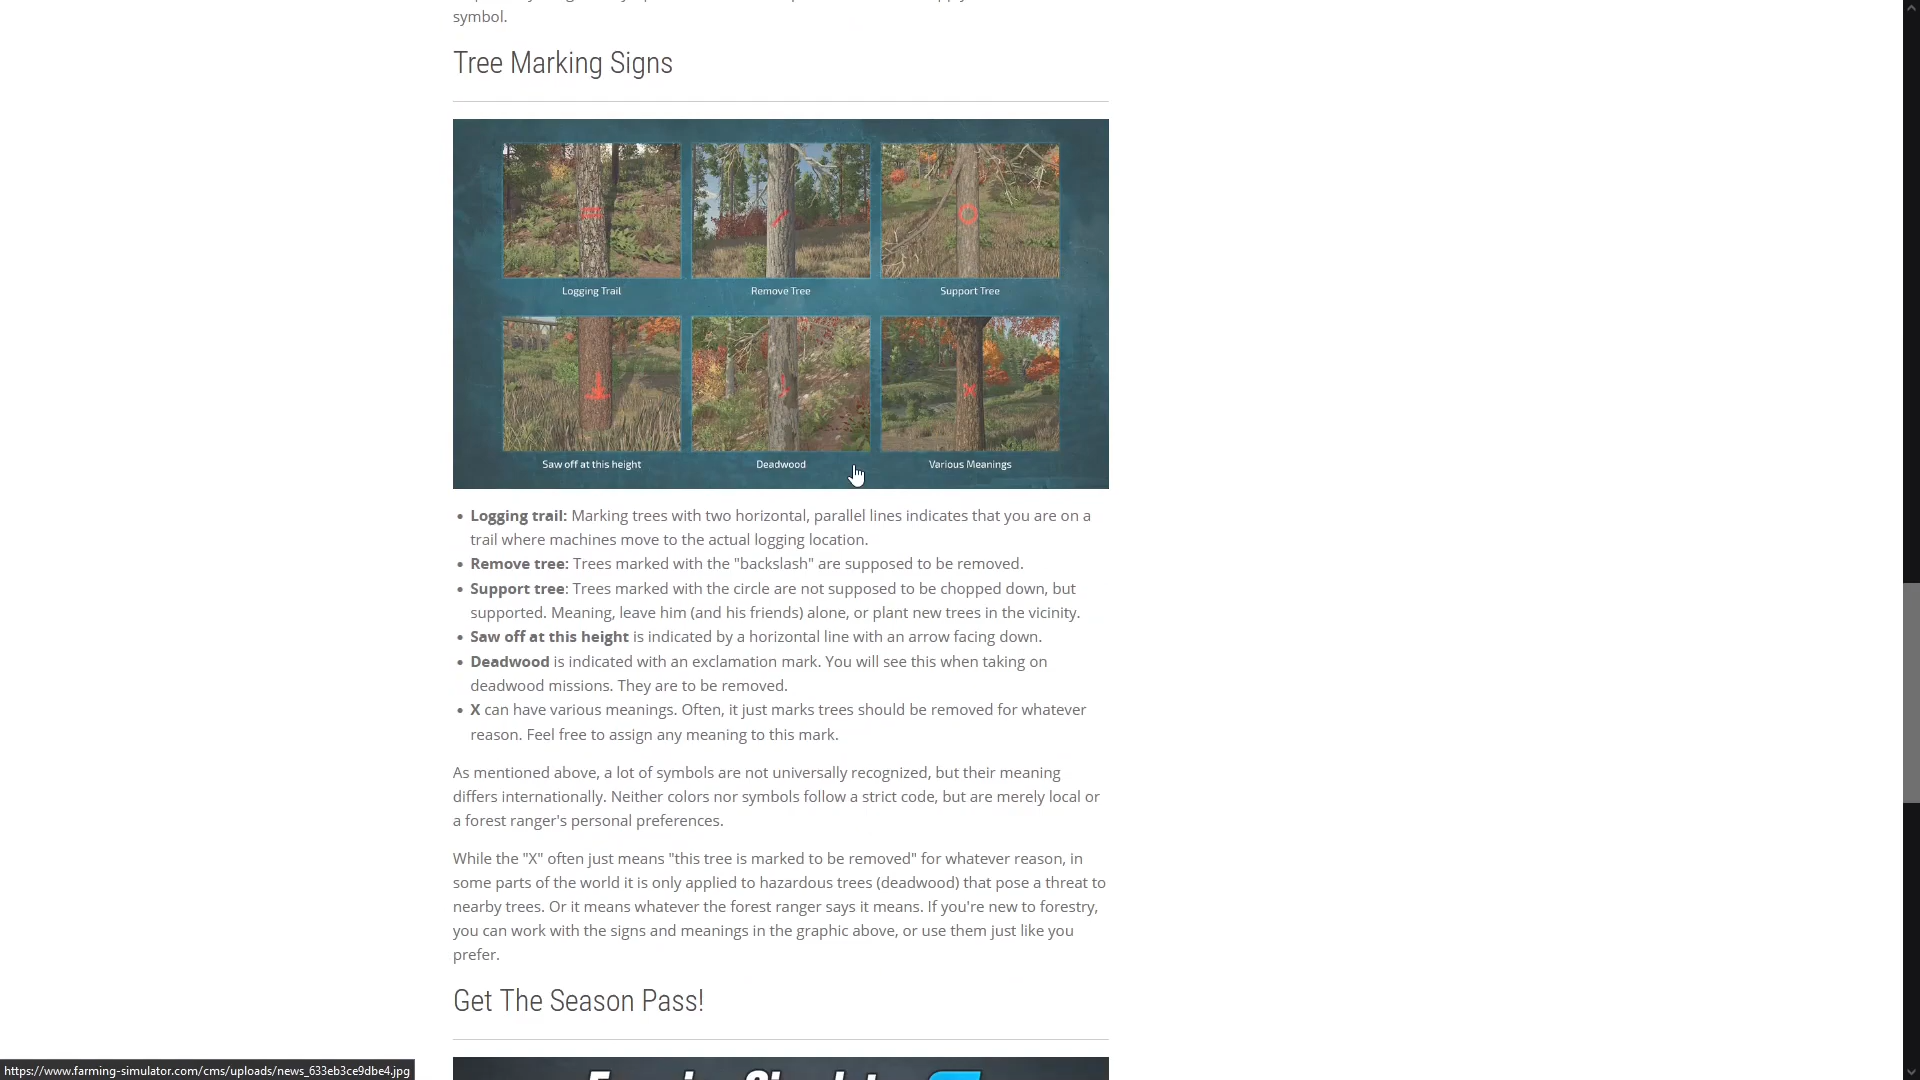 symbol.
Tree Marking Signs
Logging Trail
Remove Tree
Support Tree
Saw off at this height
Deadwood
Various Meanings
• Logging trail: Marking trees with two horizontal, parallel lines indicates that you are on a
trail where machines move to the actual logging location.
• Remove tree: Trees marked with the "backslash" are supposed to be removed.
• Support tree: Trees marked with the circle are not supposed to be chopped down, but
supported. Meaning, leave him (and his friends) alone, or plant new trees in the vicinity.
• Saw off at this height is indicated by a horizontal line with an arrow facing down.
• Deadwood is indicated with an exclamation mark. You will see this when taking on
deadwood missions. They are to be removed.
• X can have various meanings. Often, it just marks trees should be removed for whatever
reason. Feel free to assign any meaning to this mark.
As mentioned above, a lot of symbols are not universally recognized, but their meaning
differs internationally. Neither colors nor symbols follow a strict code, but are merely local or
a forest ranger's personal preferences.
While the "X" often just means "this tree is marked to be removed" for whatever reason, in
some parts of the world it is only applied to hazardous trees (deadwood) that pose a threat to
nearby trees. Or it means whatever the forest ranger says it means. If you're new to forestry,
you can work with the signs and meanings in the graphic above, or use them just like you
prefer.
Get The Season Pass!
https://www.farming-simulator.com/cms/uploads/news_633eb3ce9dbe4.jpg